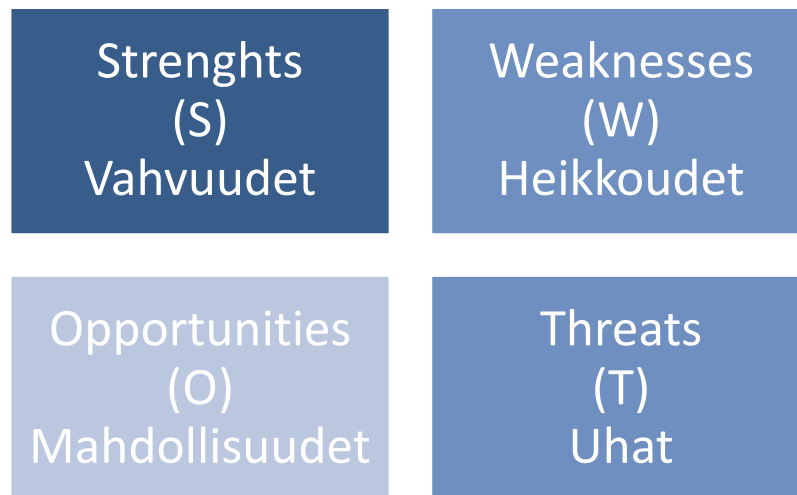 Strenghts
(S)
Vahvuudet
Weaknesses
(W)
Heikkoudet
Opportunities
(O)
Mahdollisuudet
Threats
(T)
Uhat